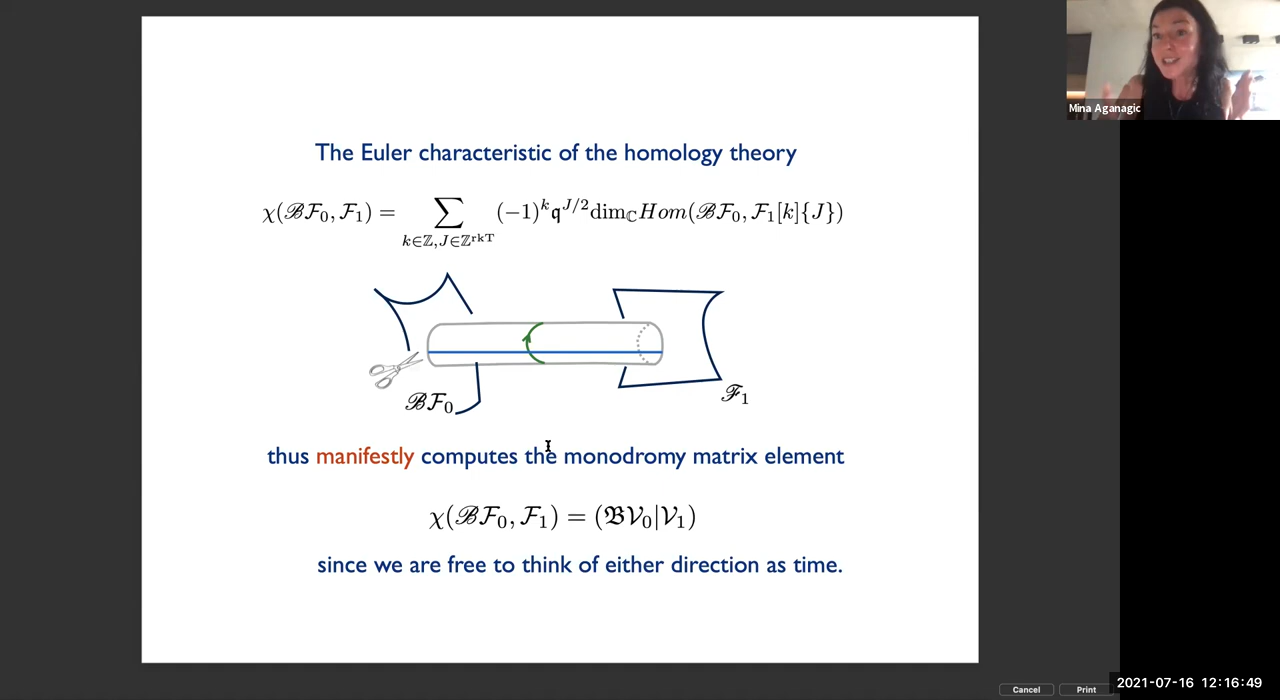 Mina Aganagic
The Euler characteristic of the homology theory
χ(ℬℱ₀, ℱ₁) = ∑ (−1)ᵏ𝔮^{J/2}dim_ℂHom(ℬℱ₀, ℱ₁[k]{J})
k∈ℤ,J∈ℤ^{rkT}
ℬℱ₀
ℱ₁
thus manifestly computes the monodromy matrix element
χ(ℬℱ₀, ℱ₁) = (𝔅𝒱₀|𝒱₁)
since we are free to think of either direction as time.
Cancel
Print
2021-07-16 12:16:49